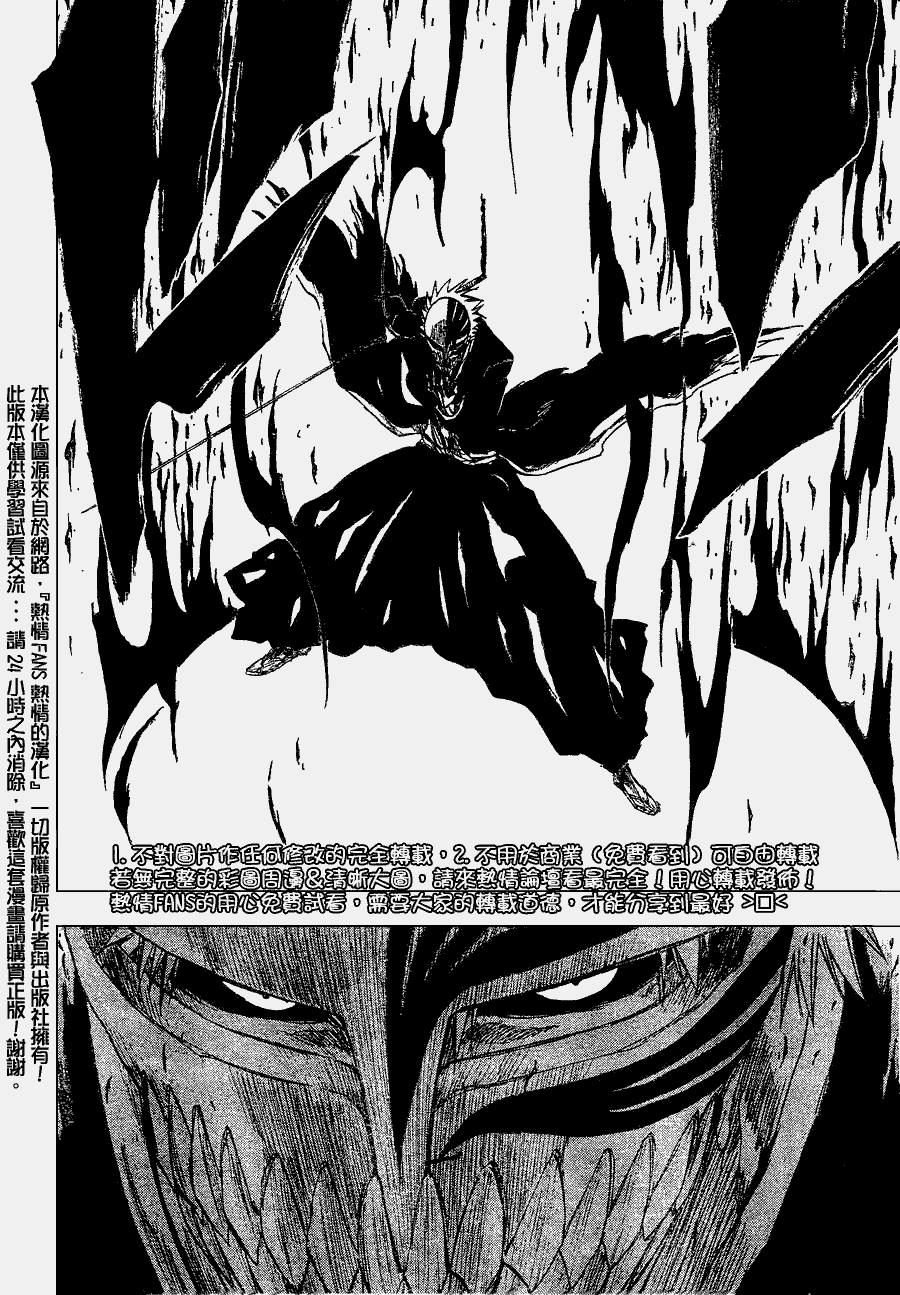 本漢化圖源來自於網路，『熱情FANS熱情的漢化』一切版權歸原作者與出版社擁有！
此版本僅供學習試看交流…請24小時之內消除，喜歡這套漫畫請購買正版！謝謝。
1. 不對圖片作任何修改的完全轉載，2. 不用於商業（免費看到）可自由轉載
若無完整的彩圖周漫&清晰大圖，請來熱情論壇看最完全！用心轉載發佈！
熱情FANS的用心免費試看，需要大家的轉載道德，才能分享到最好 >□<